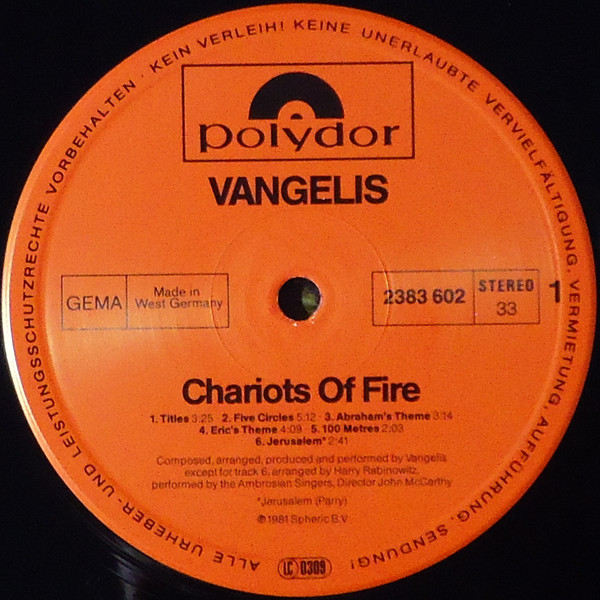 ALLE URHEBER- UND LEISTUNGSSCHUTZRECHTE VORBEHALTEN · KEIN VERLEIH! KEINE UNERLAUBTE VERVIELFÄLTIGUNG, VERMIETUNG, AUFFÜHRUNG, SENDUNG!
polydor
VANGELIS
GEMA
Made in
West Germany
2383 602
STEREO
33
1
Chariots Of Fire
1. Titles 3:25 · 2. Five Circles 5:12 · 3. Abraham's Theme 3:14
4. Eric's Theme 4:09 · 5. 100 Metres 2:03
6. Jerusalem* 2:41
Composed, arranged, produced and performed by Vangelis
except for track 6, arranged by Harry Rabinowitz,
performed by the Ambrosian Singers, Director John McCarthy
*Jerusalem (Parry)
℗ 1981 Spheric B.V.
LC 0309